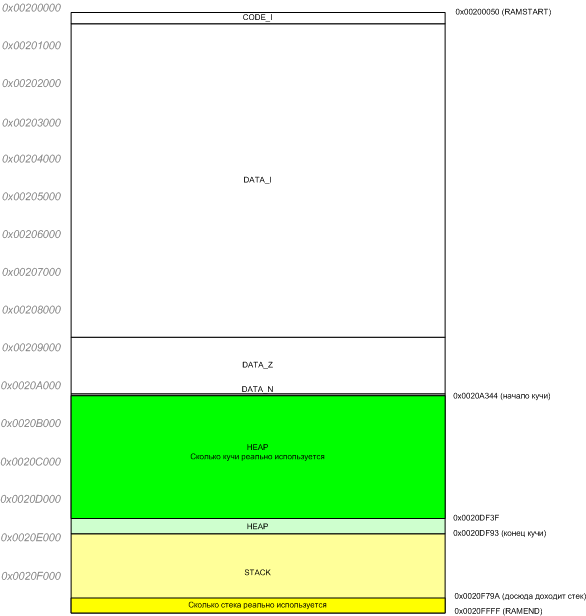 0x00200000
0x00200050 (RAMSTART)
CODE_I
0x00201000
0x00202000
0x00203000
0x00204000
DATA_I
0x00205000
0x00206000
0x00207000
0x00208000
0x00209000
DATA_Z
0x0020A000
DATA_N
0x0020A344 (начало кучи)
0x0020B000
HEAP
Сколько кучи реально используется
0x0020C000
0x0020D000
0x0020DF3F
HEAP
0x0020DF93 (конец кучи)
0x0020E000
STACK
0x0020F000
0x0020F79A (досюда доходит стек)
Сколько стека реально используется
0x0020FFFF (RAMEND)